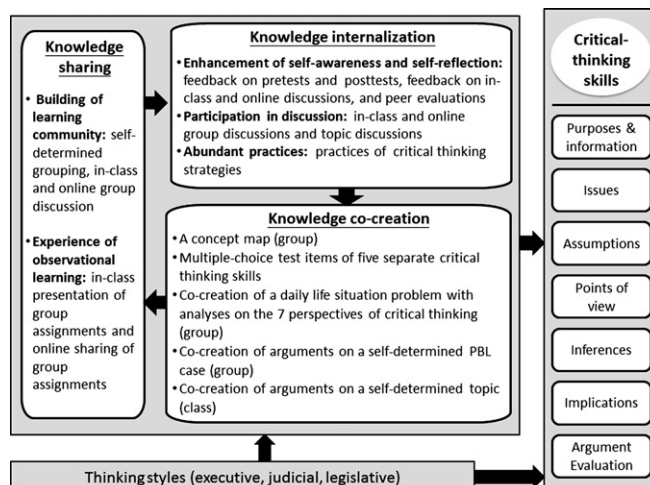 Knowledge
sharing
• Building of
learning
community: self-
determined
grouping, in-class
and online group
discussion
• Experience of
observational
learning: in-class
presentation of
group
assignments and
online sharing of
group
assignments
Knowledge internalization
• Enhancement of self-awareness and self-reflection:
feedback on pretests and posttests, feedback on in-
class and online discussions, and peer evaluations
• Participation in discussion: in-class and online
group discussions and topic discussions
• Abundant practices: practices of critical thinking
strategies
Knowledge co-creation
• A concept map (group)
• Multiple-choice test items of five separate critical
thinking skills
• Co-creation of a daily life situation problem with
analyses on the 7 perspectives of critical thinking
(group)
• Co-creation of arguments on a self-determined PBL
case (group)
• Co-creation of arguments on a self-determined topic
(class)
Thinking styles (executive, judicial, legislative)
Critical-
thinking
skills
Purposes &
information
Issues
Assumptions
Points of
view
Inferences
Implications
Argument
Evaluation